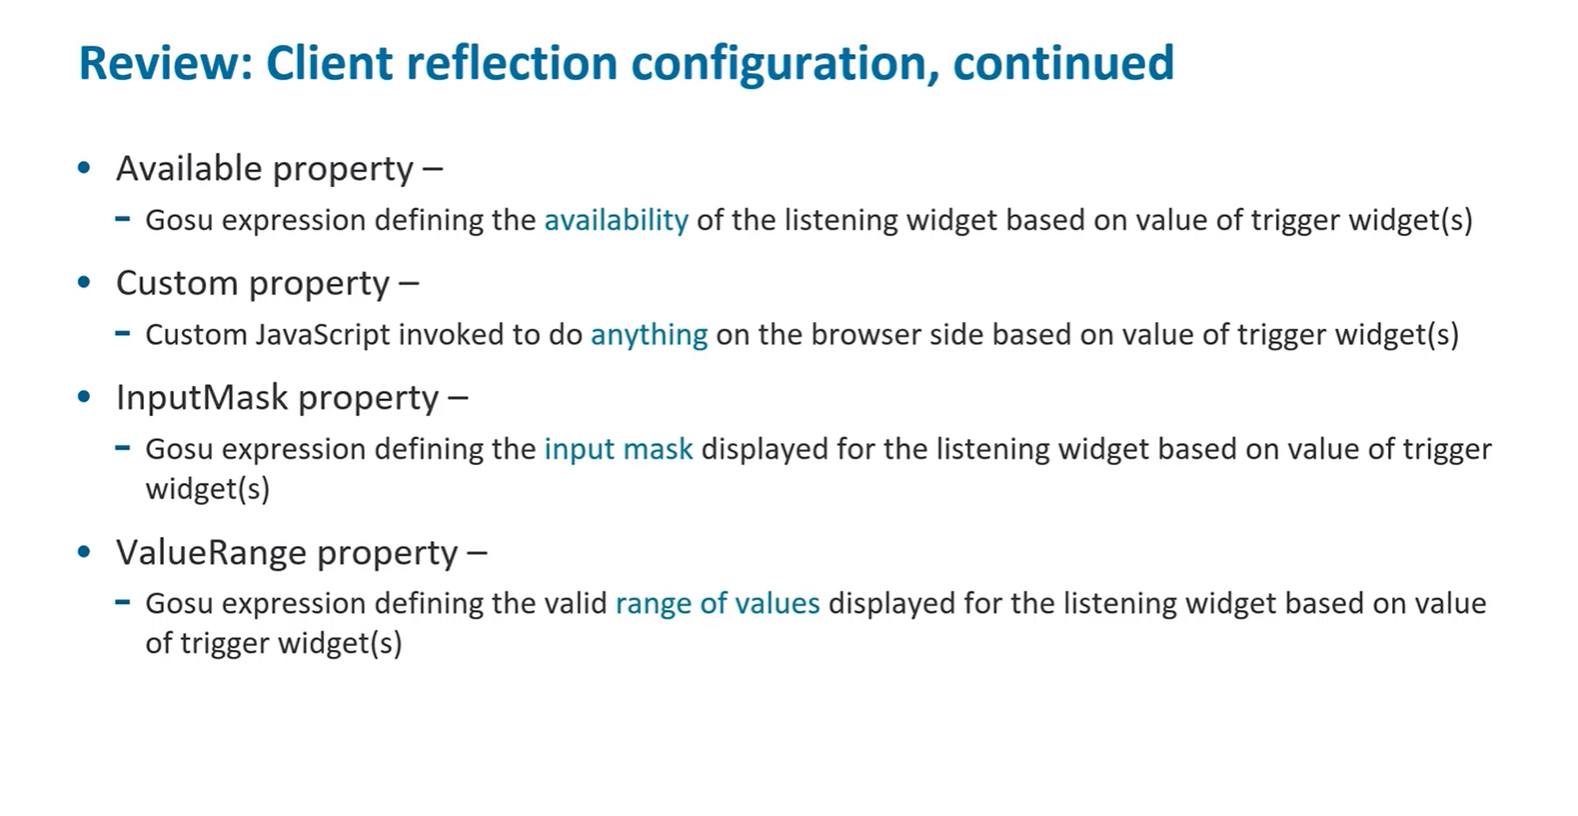 Review: Client reflection configuration, continued
• Available property –
– Gosu expression defining the availability of the listening widget based on value of trigger widget(s)
• Custom property –
– Custom JavaScript invoked to do anything on the browser side based on value of trigger widget(s)
• InputMask property –
– Gosu expression defining the input mask displayed for the listening widget based on value of trigger
widget(s)
• ValueRange property –
– Gosu expression defining the valid range of values displayed for the listening widget based on value
of trigger widget(s)